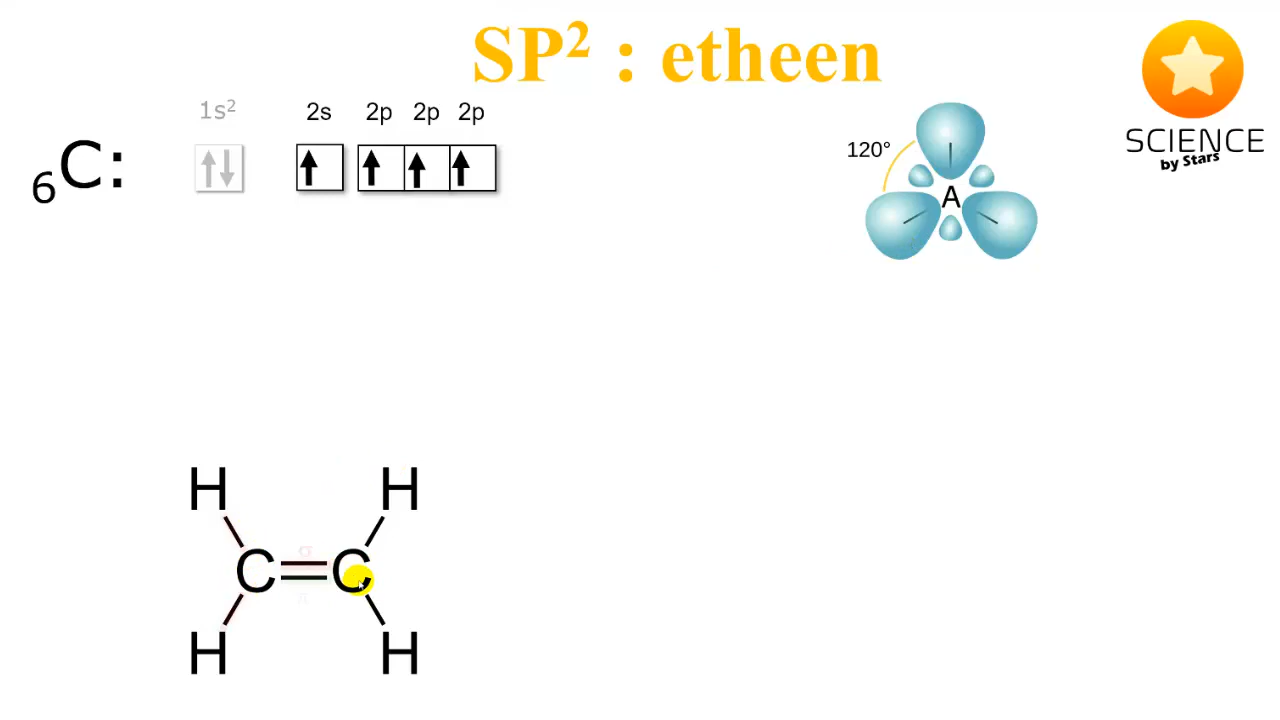 SP² : etheen
SCIENCE
by Stars
1s² 2s 2p 2p 2p
₆C:
120°
A
H H
σ
C C
π
H H